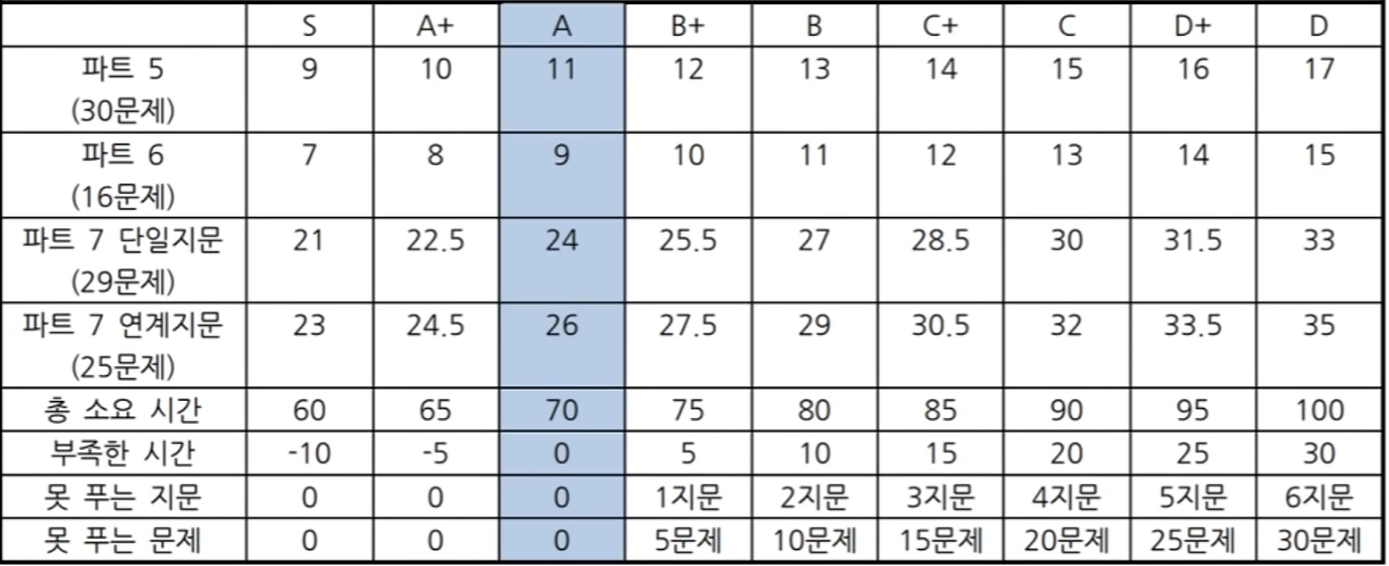 S A+ A B+ B C+ C D+ D
파트 5 9 10 11 12 13 14 15 16 17
(30문제)
파트 6 7 8 9 10 11 12 13 14 15
(16문제)
파트 7 단일지문 21 22.5 24 25.5 27 28.5 30 31.5 33
(29문제)
파트 7 연계지문 23 24.5 26 27.5 29 30.5 32 33.5 35
(25문제)
총 소요 시간 60 65 70 75 80 85 90 95 100
부족한 시간 -10 -5 0 5 10 15 20 25 30
못 푸는 지문 0 0 0 1지문 2지문 3지문 4지문 5지문 6지문
못 푸는 문제 0 0 0 5문제 10문제 15문제 20문제 25문제 30문제